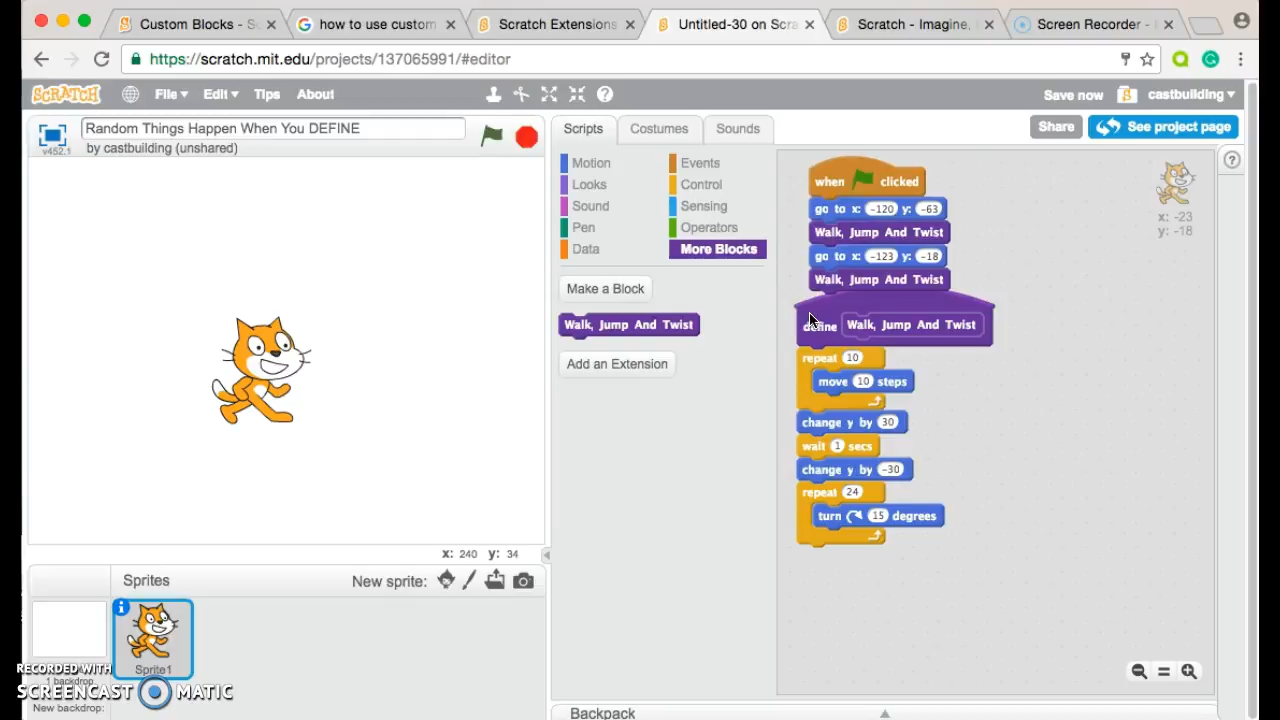 Custom Blocks - S
how to use custom
Scratch Extensions
Untitled-30 on Scra
Scratch - Imagine,
Screen Recorder -
https://scratch.mit.edu/projects/137065991/#editor
SCRATCH
File
Edit
Tips
About
Save now
castbuilding
v452.1
Random Things Happen When You DEFINE
by castbuilding (unshared)
Scripts
Costumes
Sounds
Share
See project page
Motion
Events
Looks
Control
Sound
Sensing
Pen
Operators
Data
More Blocks
Make a Block
Walk, Jump And Twist
Add an Extension
when clicked
go to x: -120 y: -63
Walk, Jump And Twist
go to x: -123 y: -18
Walk, Jump And Twist
define Walk, Jump And Twist
repeat 10
move 10 steps
change y by 30
wait 1 secs
change y by -30
repeat 24
turn 15 degrees
x: -23
y: -18
x: 240 y: 34
Sprites
New sprite:
Sprite1
1 backdrop
New backdrop:
RECORDED WITH
SCREENCAST MATIC
Backpack